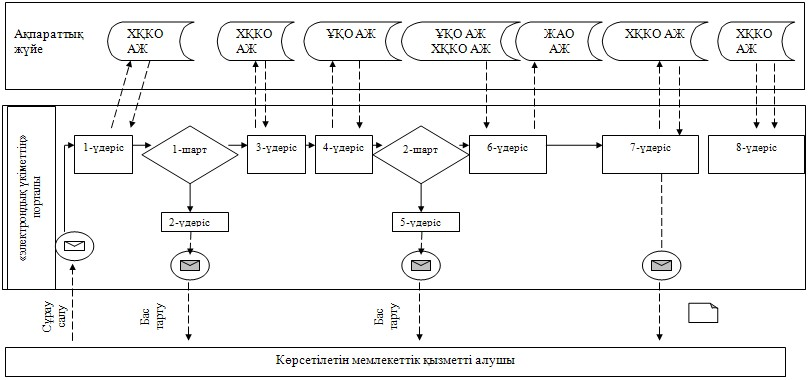 Ақпараттық
жүйе
ХҚКО
АЖ
ХҚКО
АЖ
ҰҚО АЖ
ҰҚО АЖ
ХҚКО АЖ
ЖАО
АЖ
ХҚКО АЖ
ХҚКО
АЖ
«электрондық үкіметтің»
порталы
1-үдеріс
1-шарт
3-үдеріс
4-үдеріс
2-шарт
6-үдеріс
7-үдеріс
8-үдеріс
2-үдеріс
5-үдеріс
Сұрау
салу
Бас
тарту
Бас
тарту
Көрсетілетін мемлекеттік қызметті алушы